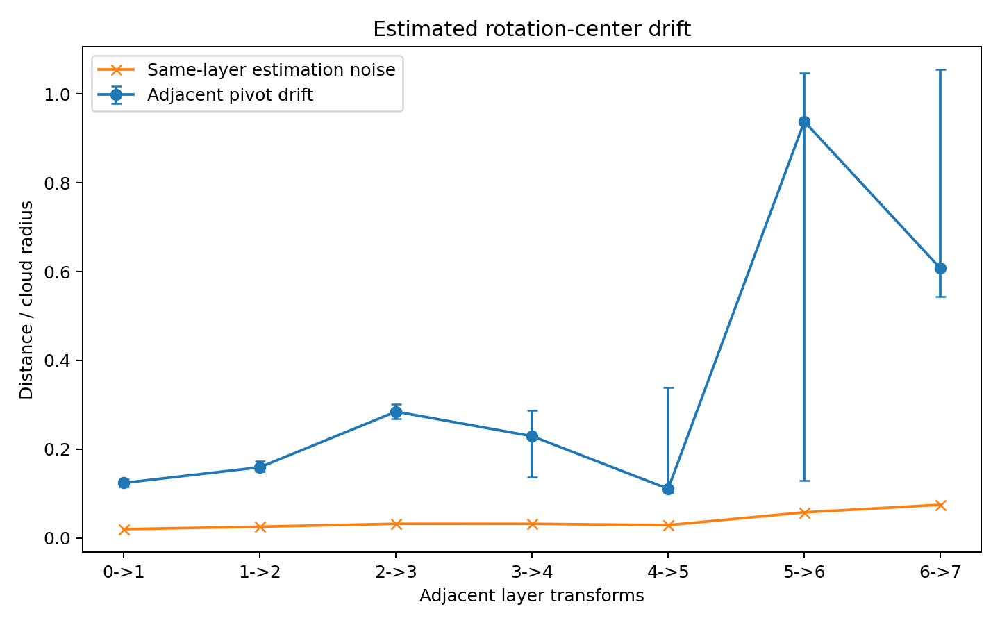 Estimated rotation-center drift
Same-layer estimation noise
Adjacent pivot drift
1.0
0.8
0.6
0.4
0.2
0.0
Distance / cloud radius
0->1 1->2 2->3 3->4 4->5 5->6 6->7
Adjacent layer transforms